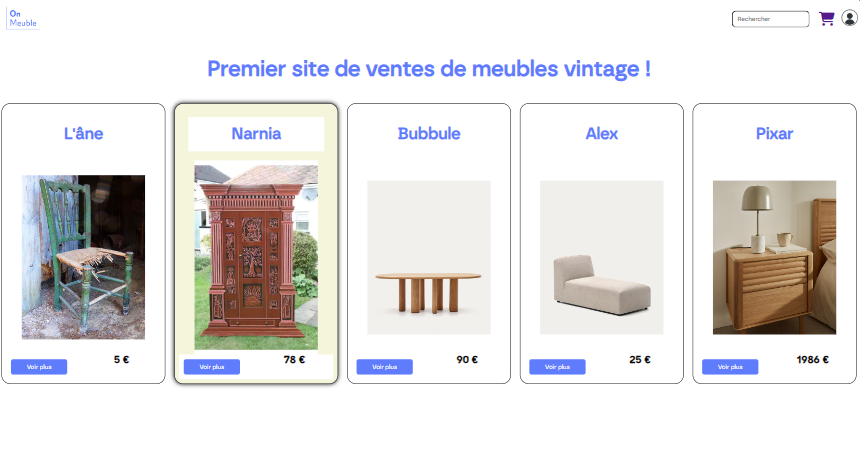 On
Meuble
Rechercher
Premier site de ventes de meubles vintage !
L'âne
Narnia
Bubbule
Alex
Pixar
5 €
78 €
90 €
25 €
1986 €
Voir plus
Voir plus
Voir plus
Voir plus
Voir plus